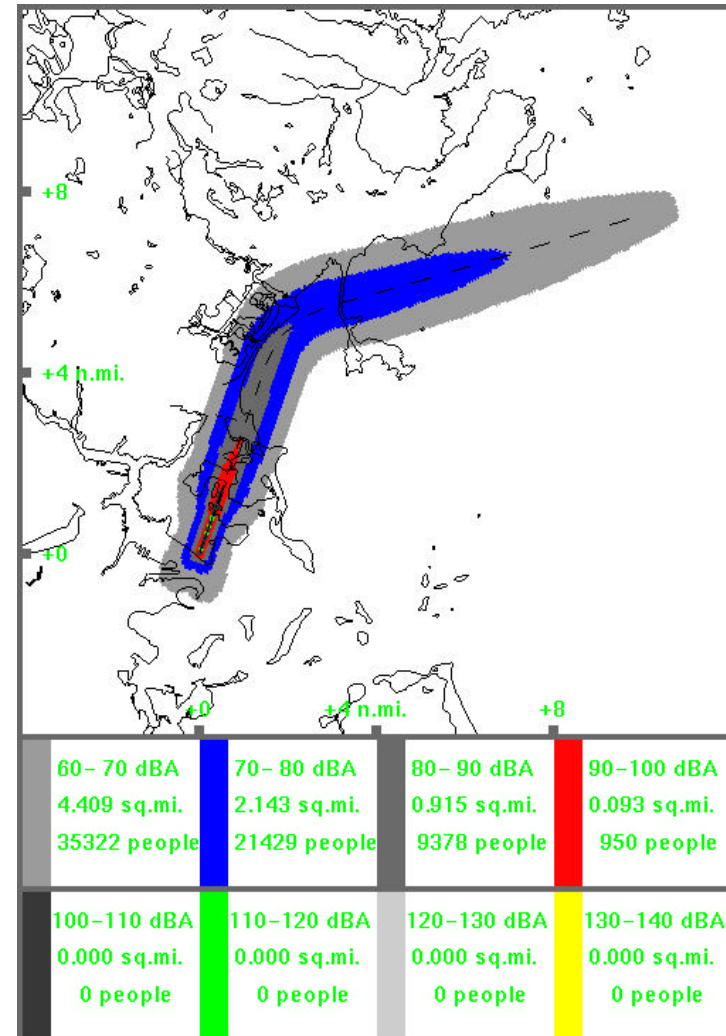 +8
+4 n.mi.
+0
+0 +4 n.mi. +8
60-70 dBA 70-80 dBA 80-90 dBA 90-100 dBA
4.409 sq.mi. 2.143 sq.mi. 0.915 sq.mi. 0.093 sq.mi.
35322 people 21429 people 9378 people 950 people
100-110 dBA 110-120 dBA 120-130 dBA 130-140 dBA
0.000 sq.mi. 0.000 sq.mi. 0.000 sq.mi. 0.000 sq.mi.
0 people 0 people 0 people 0 people